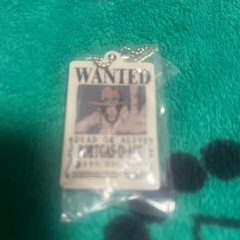 WANTED
DEAD OR ALIVE
PORTGAS·D·ACE